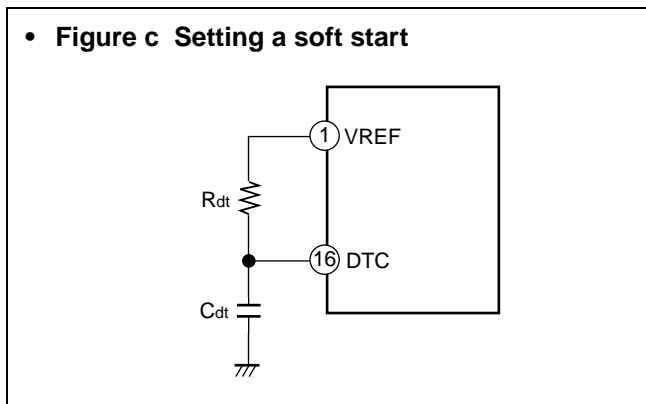 • Figure c Setting a soft start
1 VREF
Rdt
16 DTC
Cdt